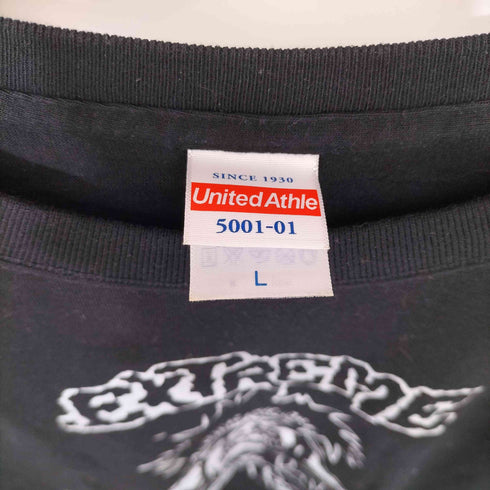 SINCE 1930
United Athle
5001-01
L
EXTREME